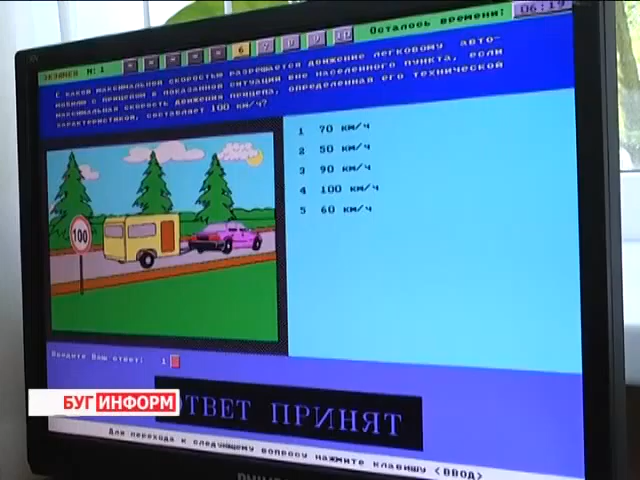 ЭКЗАМЕН М: 1 6 7 8 9 10 Осталось времени: 06:19
С какой максимальной скоростью разрешается движение легкового авто-
мобиля с прицепом в показанной ситуации вне населенного пункта, если
максимальная скорость движения прицепа, определенная его технической
характеристикой, составляет 100 км/ч?
1 70 км/ч
2 50 км/ч
3 90 км/ч
4 100 км/ч
5 60 км/ч
100
Введите Ваш ответ: 1
БУГИНФОРМ
ОТВЕТ ПРИНЯТ
Для перехода к следующему вопросу нажмите клавишу <ВВОД>